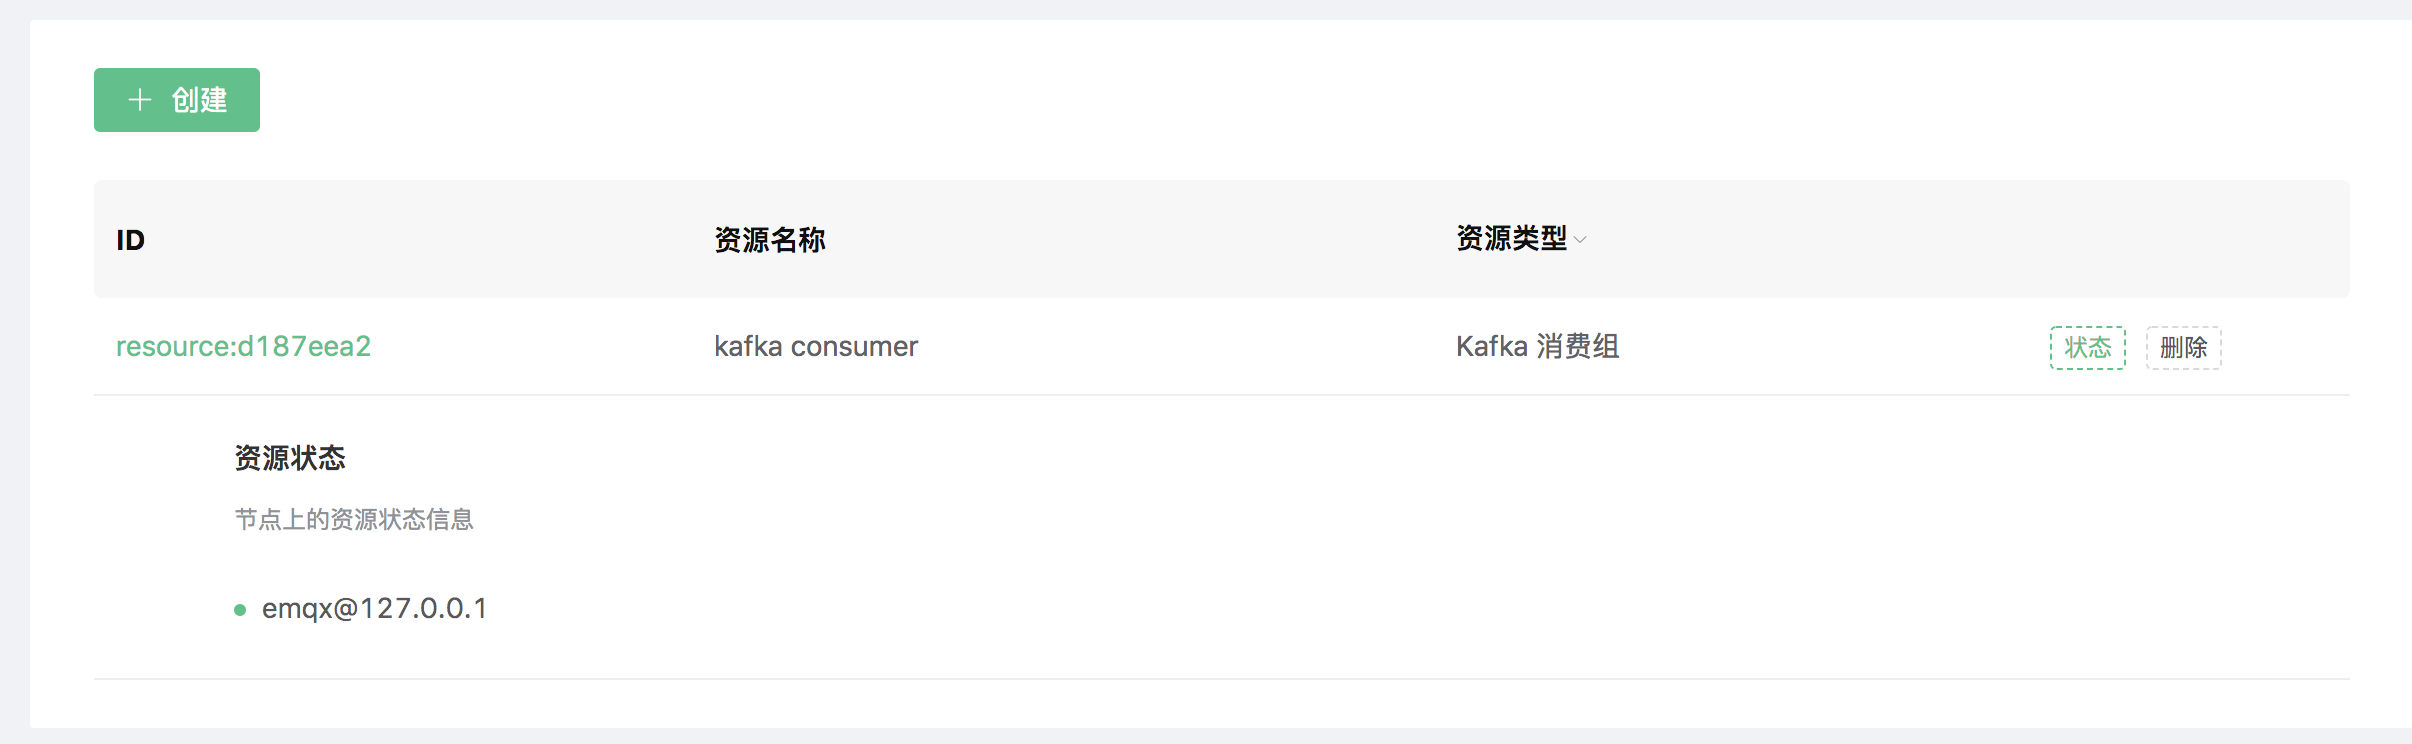 创建
ID 资源名称 资源类型
resource:d187eea2 kafka consumer Kafka 消费组 状态 删除
资源状态
节点上的资源状态信息
emqx@127.0.0.1